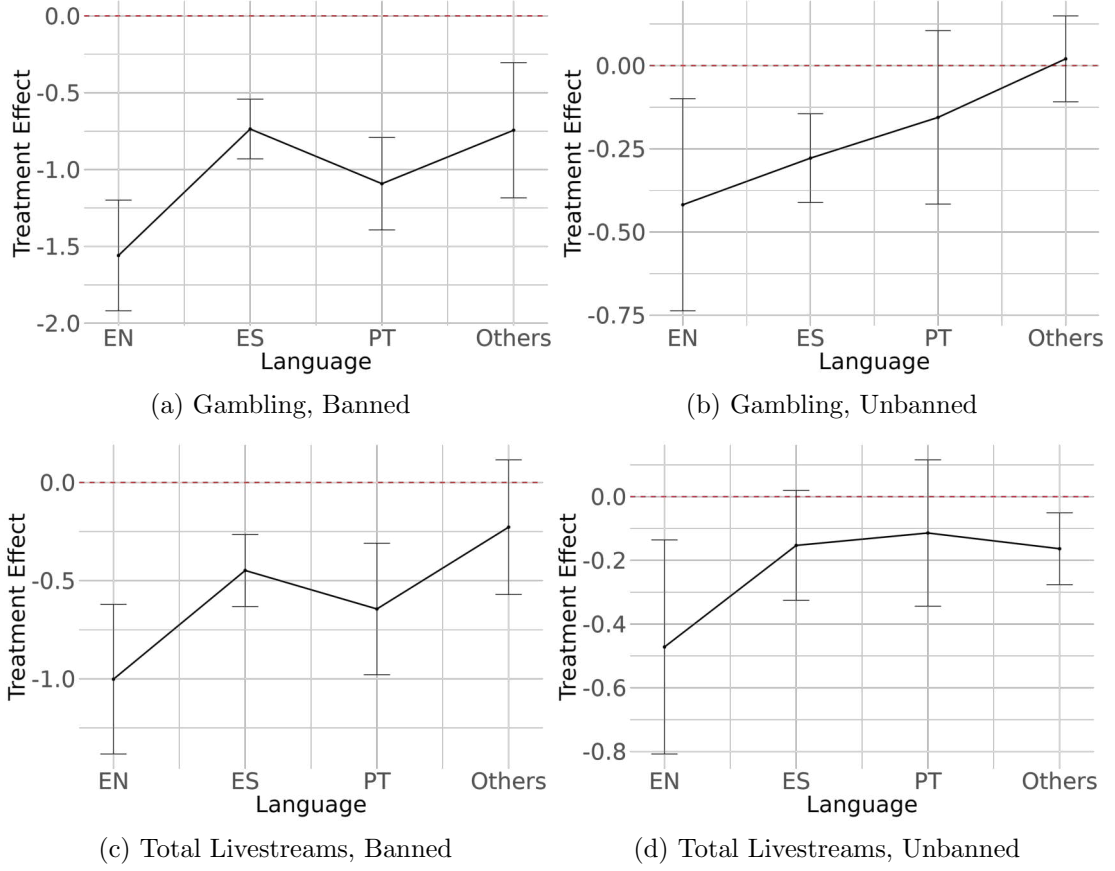 Treatment Effect
0.0
-0.5
-1.0
-1.5
-2.0
EN ES PT Others
Language
(a) Gambling, Banned
Treatment Effect
0.00
-0.25
-0.50
-0.75
EN ES PT Others
Language
(b) Gambling, Unbanned
Treatment Effect
0.0
-0.5
-1.0
EN ES PT Others
Language
(c) Total Livestreams, Banned
Treatment Effect
0.0
-0.2
-0.4
-0.6
-0.8
EN ES PT Others
Language
(d) Total Livestreams, Unbanned